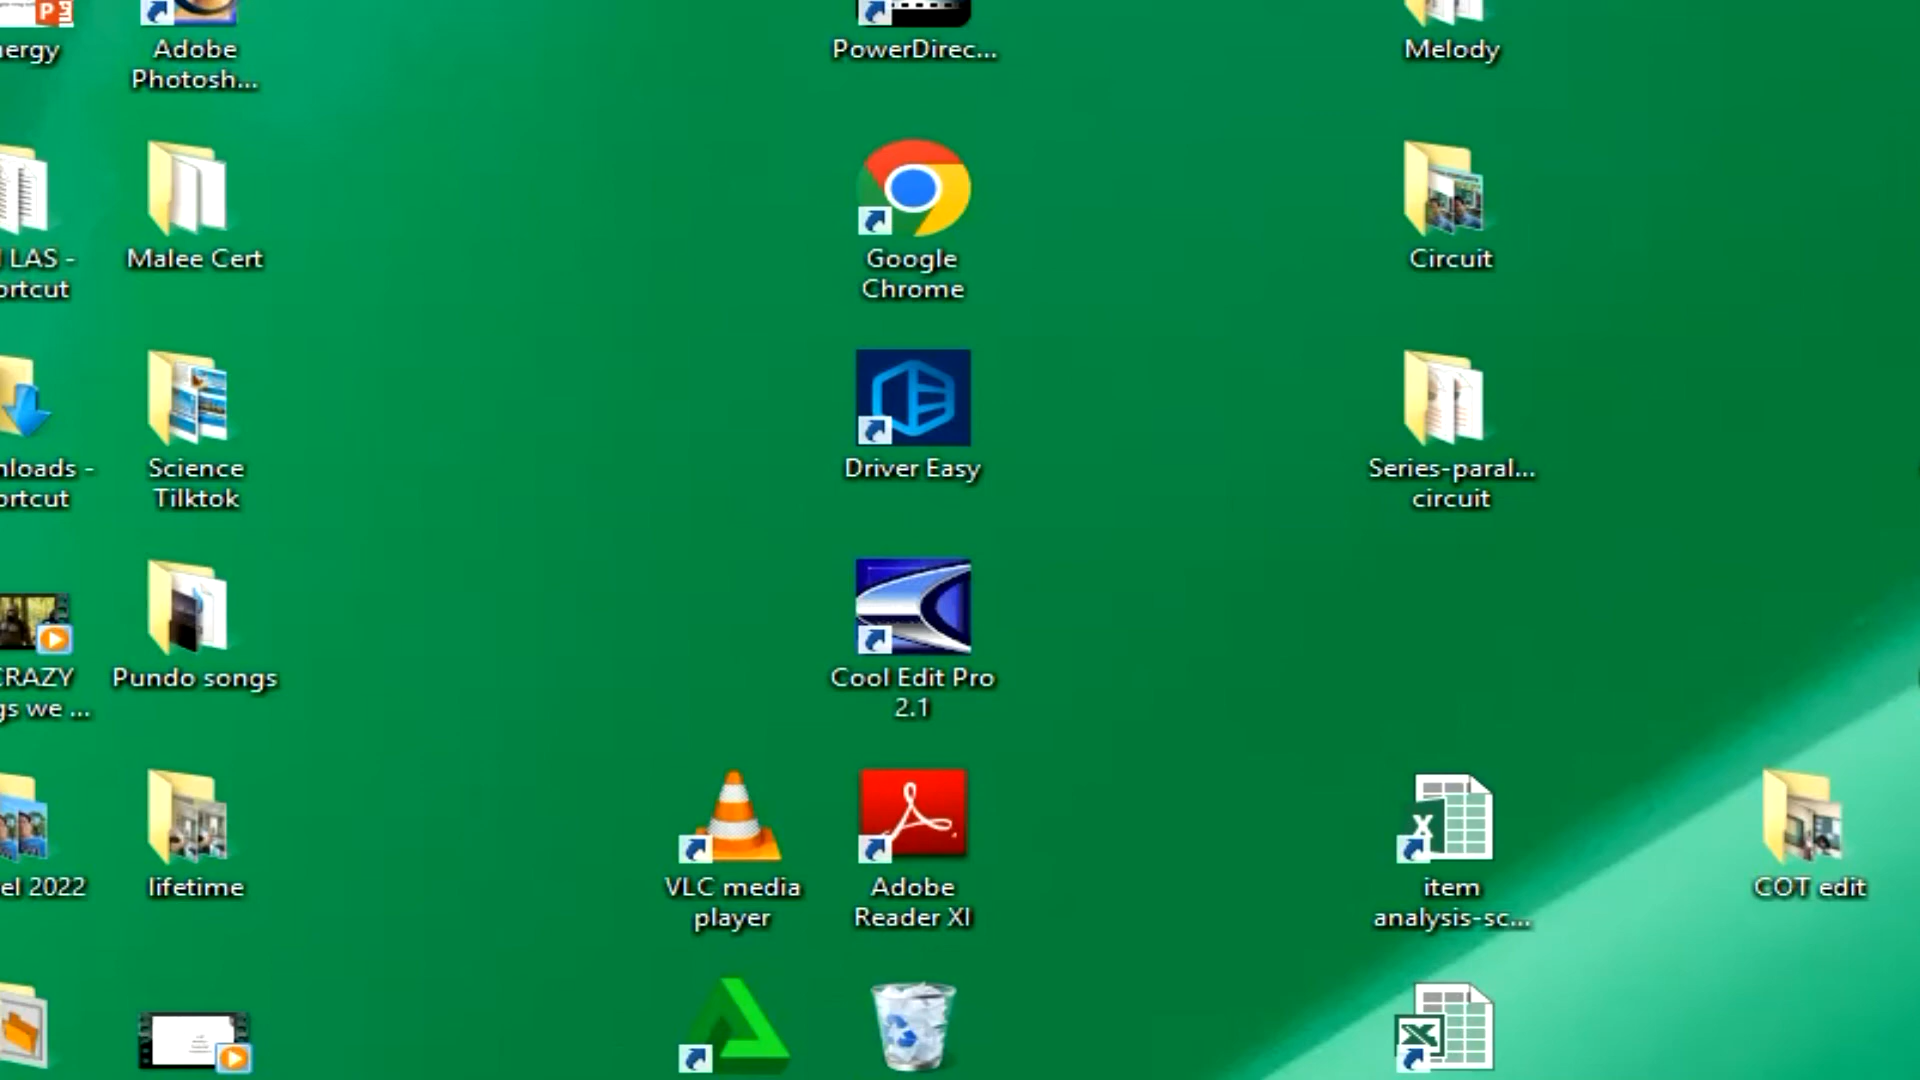 ergy
Adobe
Photosh...
PowerDirec...
Melody
LAS -
ortcut
Malee Cert
Google
Chrome
Circuit
nloads -
ortcut
Science
Tilktok
Driver Easy
Series-paral...
circuit
CRAZY
gs we ...
Pundo songs
Cool Edit Pro
2.1
el 2022
lifetime
VLC media
player
Adobe
Reader XI
item
analysis-sc...
COT edit